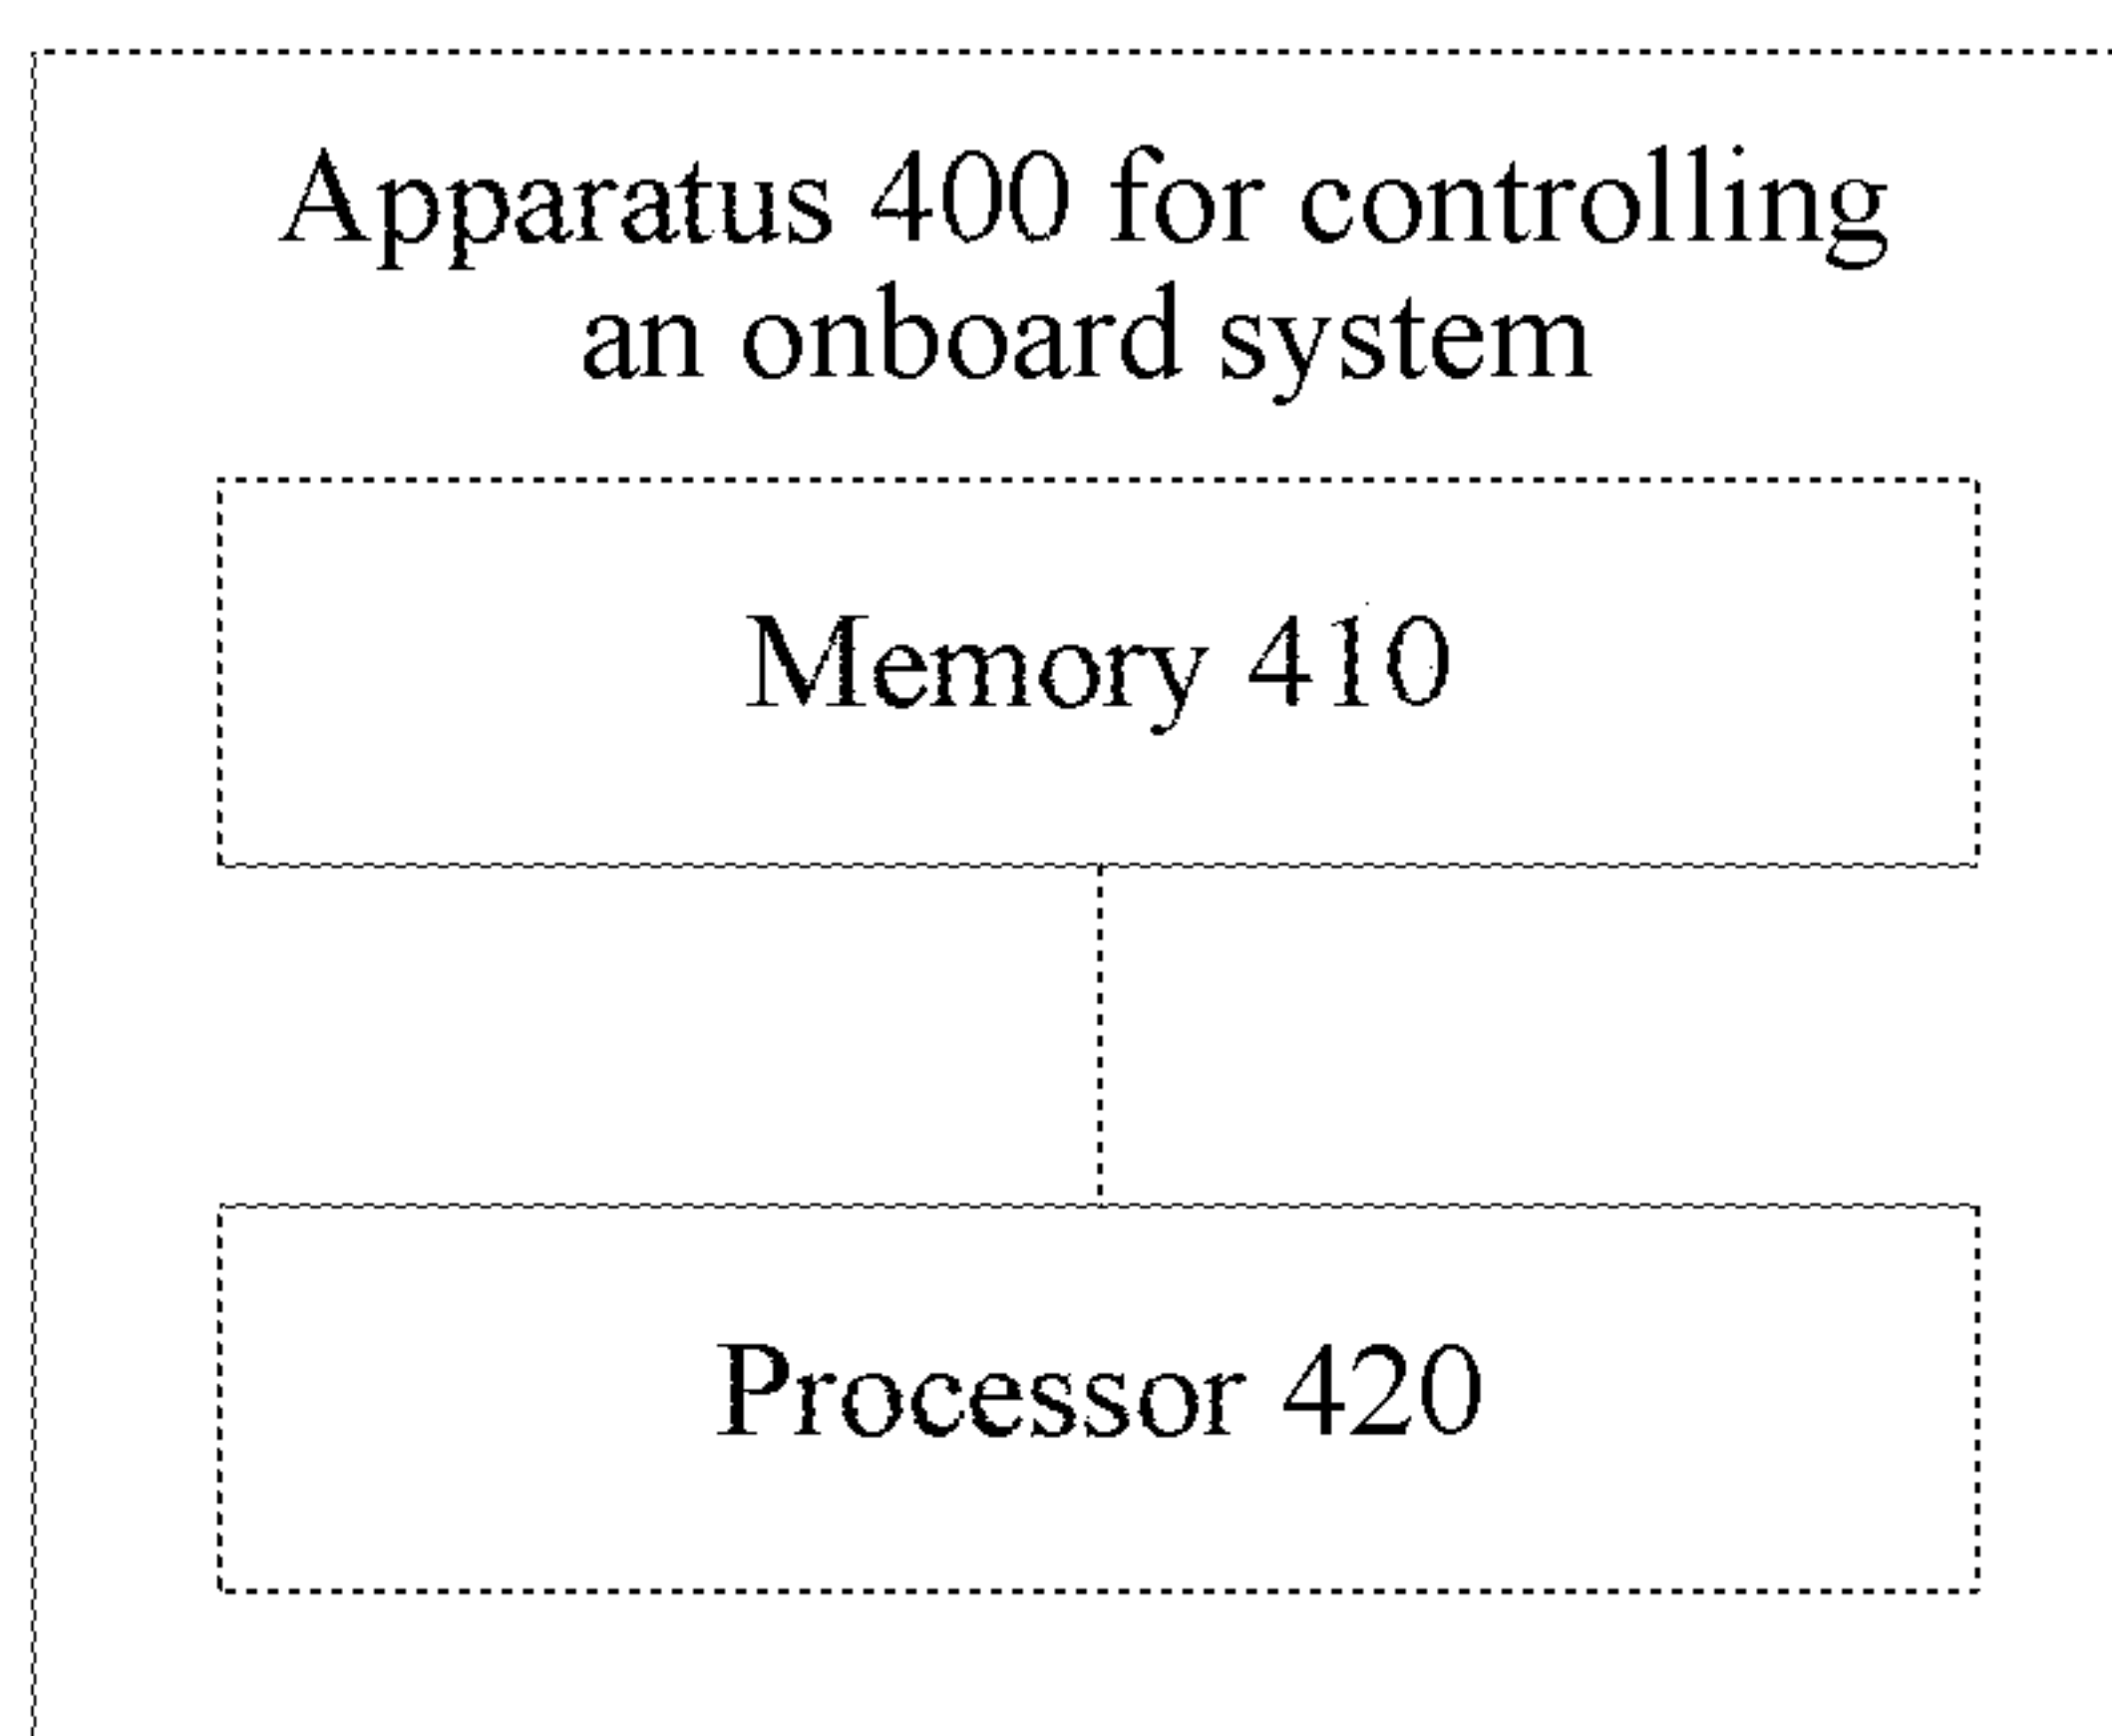 Apparatus 400 for controlling
an onboard system
Memory 410
Processor 420